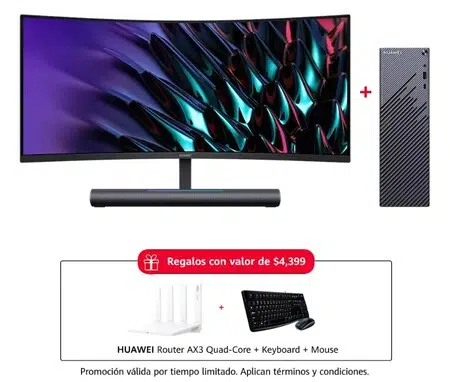 HUAWEI
+
Regalos con valor de $4,399
+
HUAWEI Router AX3 Quad-Core + Keyboard + Mouse
Promoción válida por tiempo limitado. Aplican términos y condiciones.